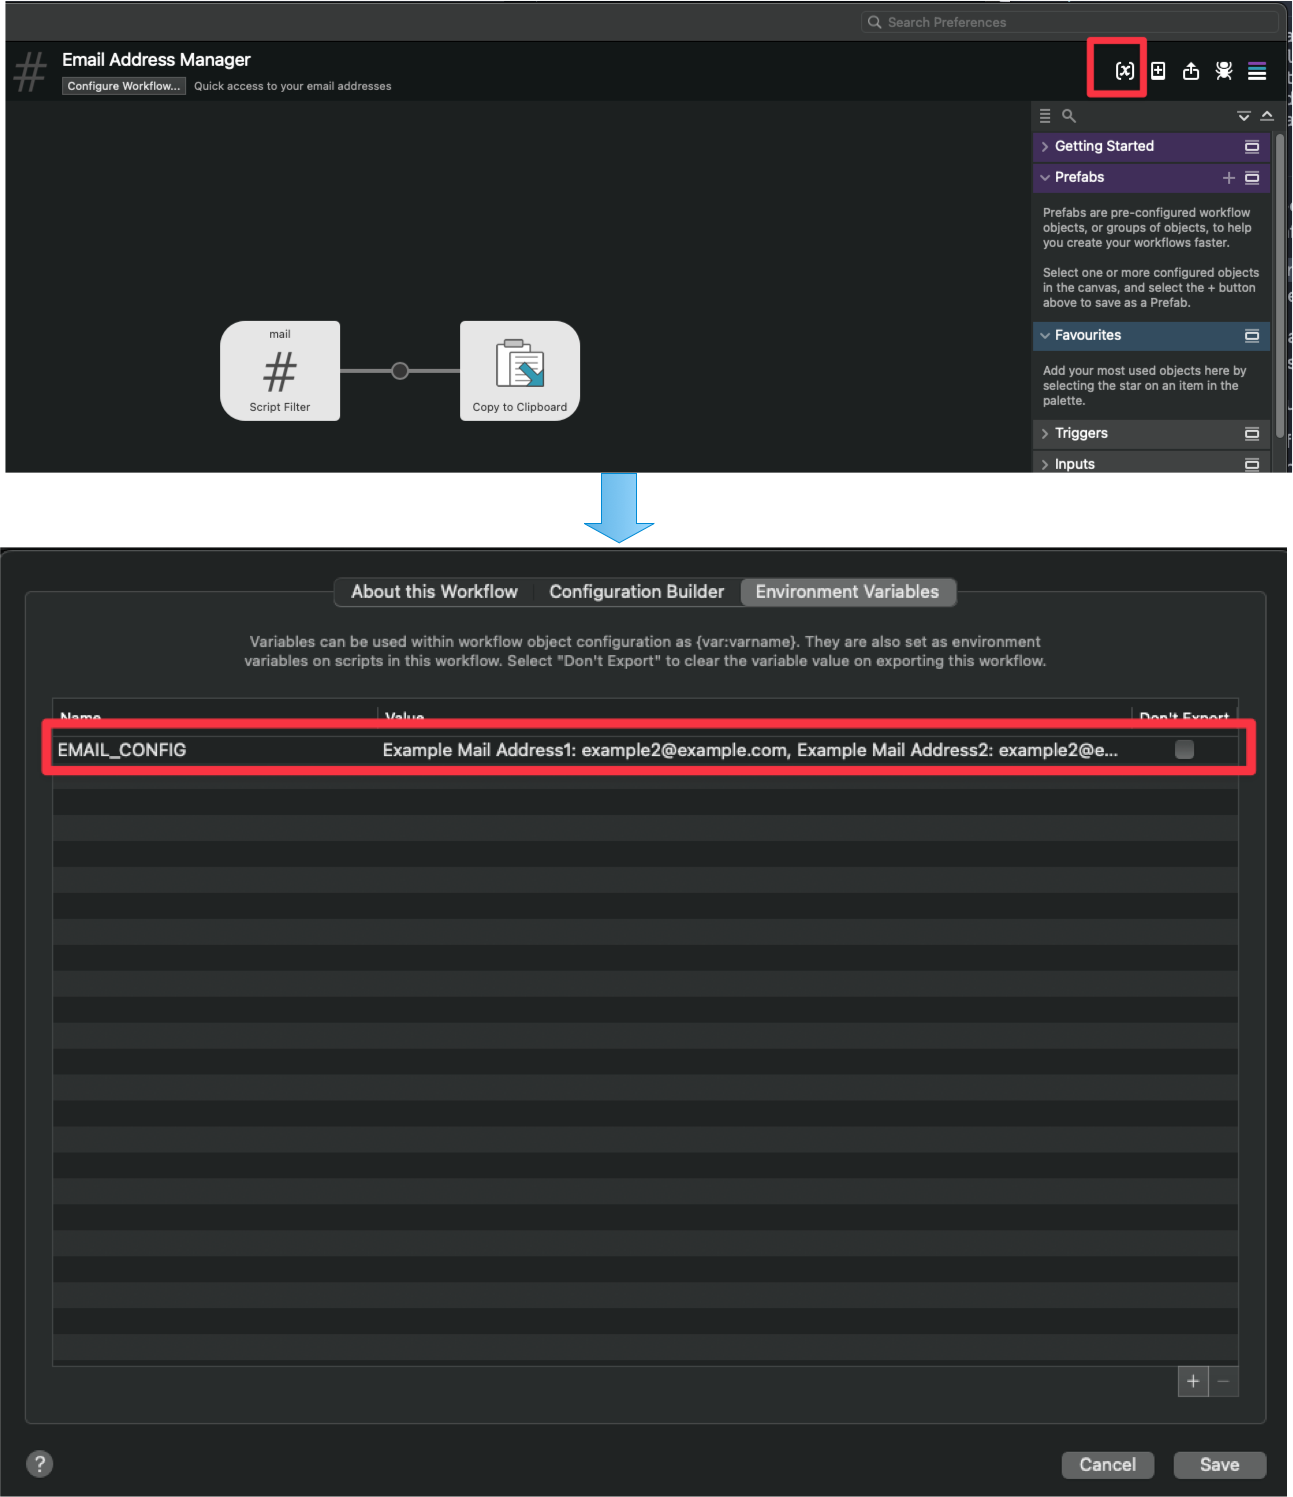 Search Preferences
Email Address Manager
Configure Workflow... Quick access to your email addresses
Getting Started
Prefabs
Prefabs are pre-configured workflow
objects, or groups of objects, to help
you create your workflows faster.
Select one or more configured objects
in the canvas, and select the + button
above to save as a Prefab.
Favourites
Add your most used objects here by
selecting the star on an item in the
palette.
Triggers
Inputs
mail
Script Filter
Copy to Clipboard
About this Workflow Configuration Builder Environment Variables
Variables can be used within workflow object configuration as {var:varname}. They are also set as environment
variables on scripts in this workflow. Select "Don't Export" to clear the variable value on exporting this workflow.
Name Value Don't Export
EMAIL_CONFIG Example Mail Address1: example2@example.com, Example Mail Address2: example2@e...
Cancel Save